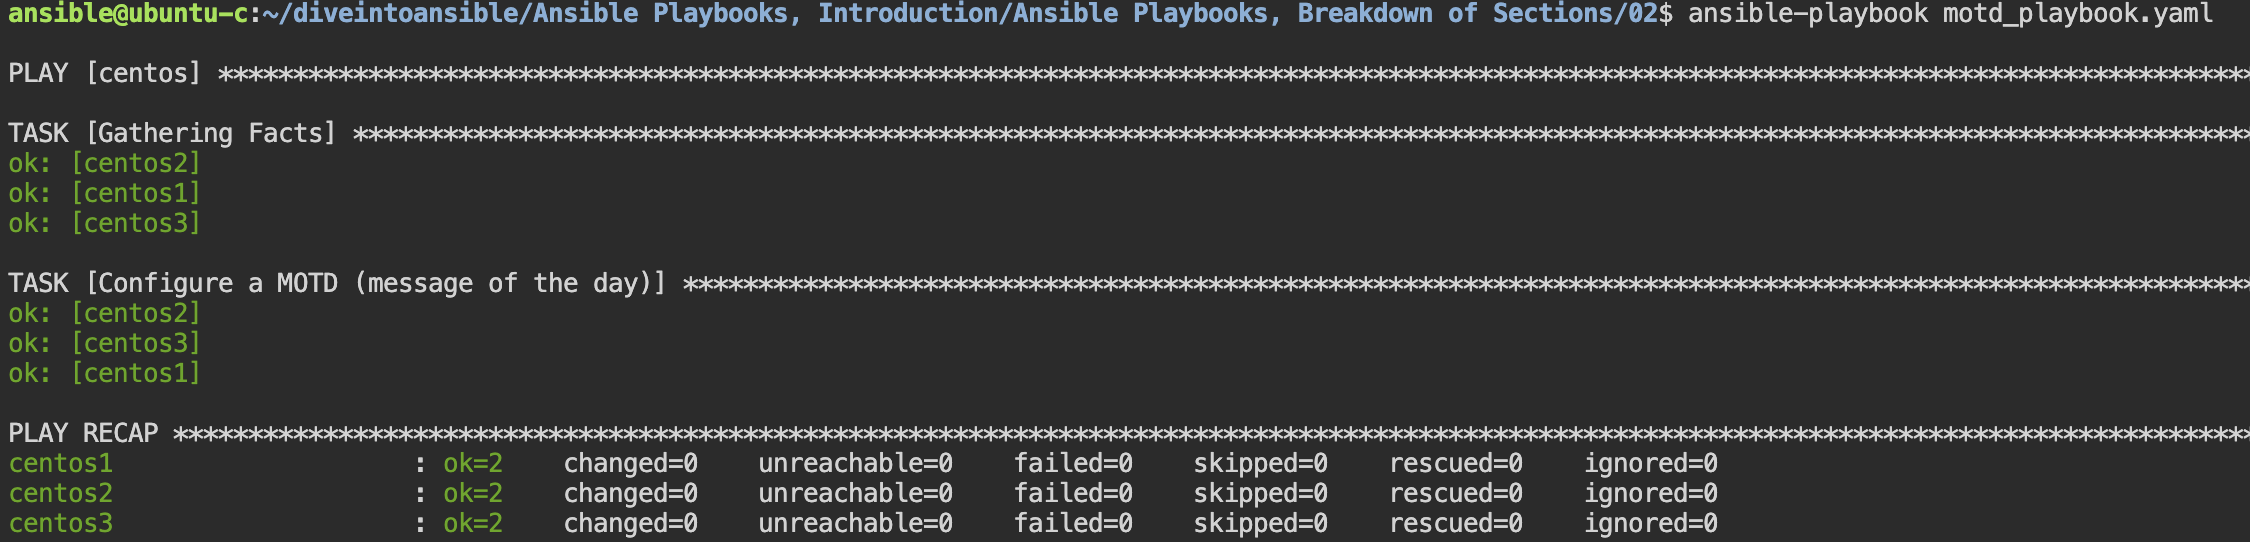 ansible@ubuntu-c:~/diveintoansible/Ansible Playbooks, Introduction/Ansible Playbooks, Breakdown of Sections/02$ ansible-playbook motd_playbook.yaml
PLAY [centos] ****************************************************************************************************************************************
TASK [Gathering Facts] *******************************************************************************************************************************
ok: [centos2]
ok: [centos1]
ok: [centos3]
TASK [Configure a MOTD (message of the day)] *********************************************************************************************************
ok: [centos2]
ok: [centos3]
ok: [centos1]
PLAY RECAP *******************************************************************************************************************************************
centos1                    : ok=2    changed=0    unreachable=0    failed=0    skipped=0    rescued=0    ignored=0
centos2                    : ok=2    changed=0    unreachable=0    failed=0    skipped=0    rescued=0    ignored=0
centos3                    : ok=2    changed=0    unreachable=0    failed=0    skipped=0    rescued=0    ignored=0